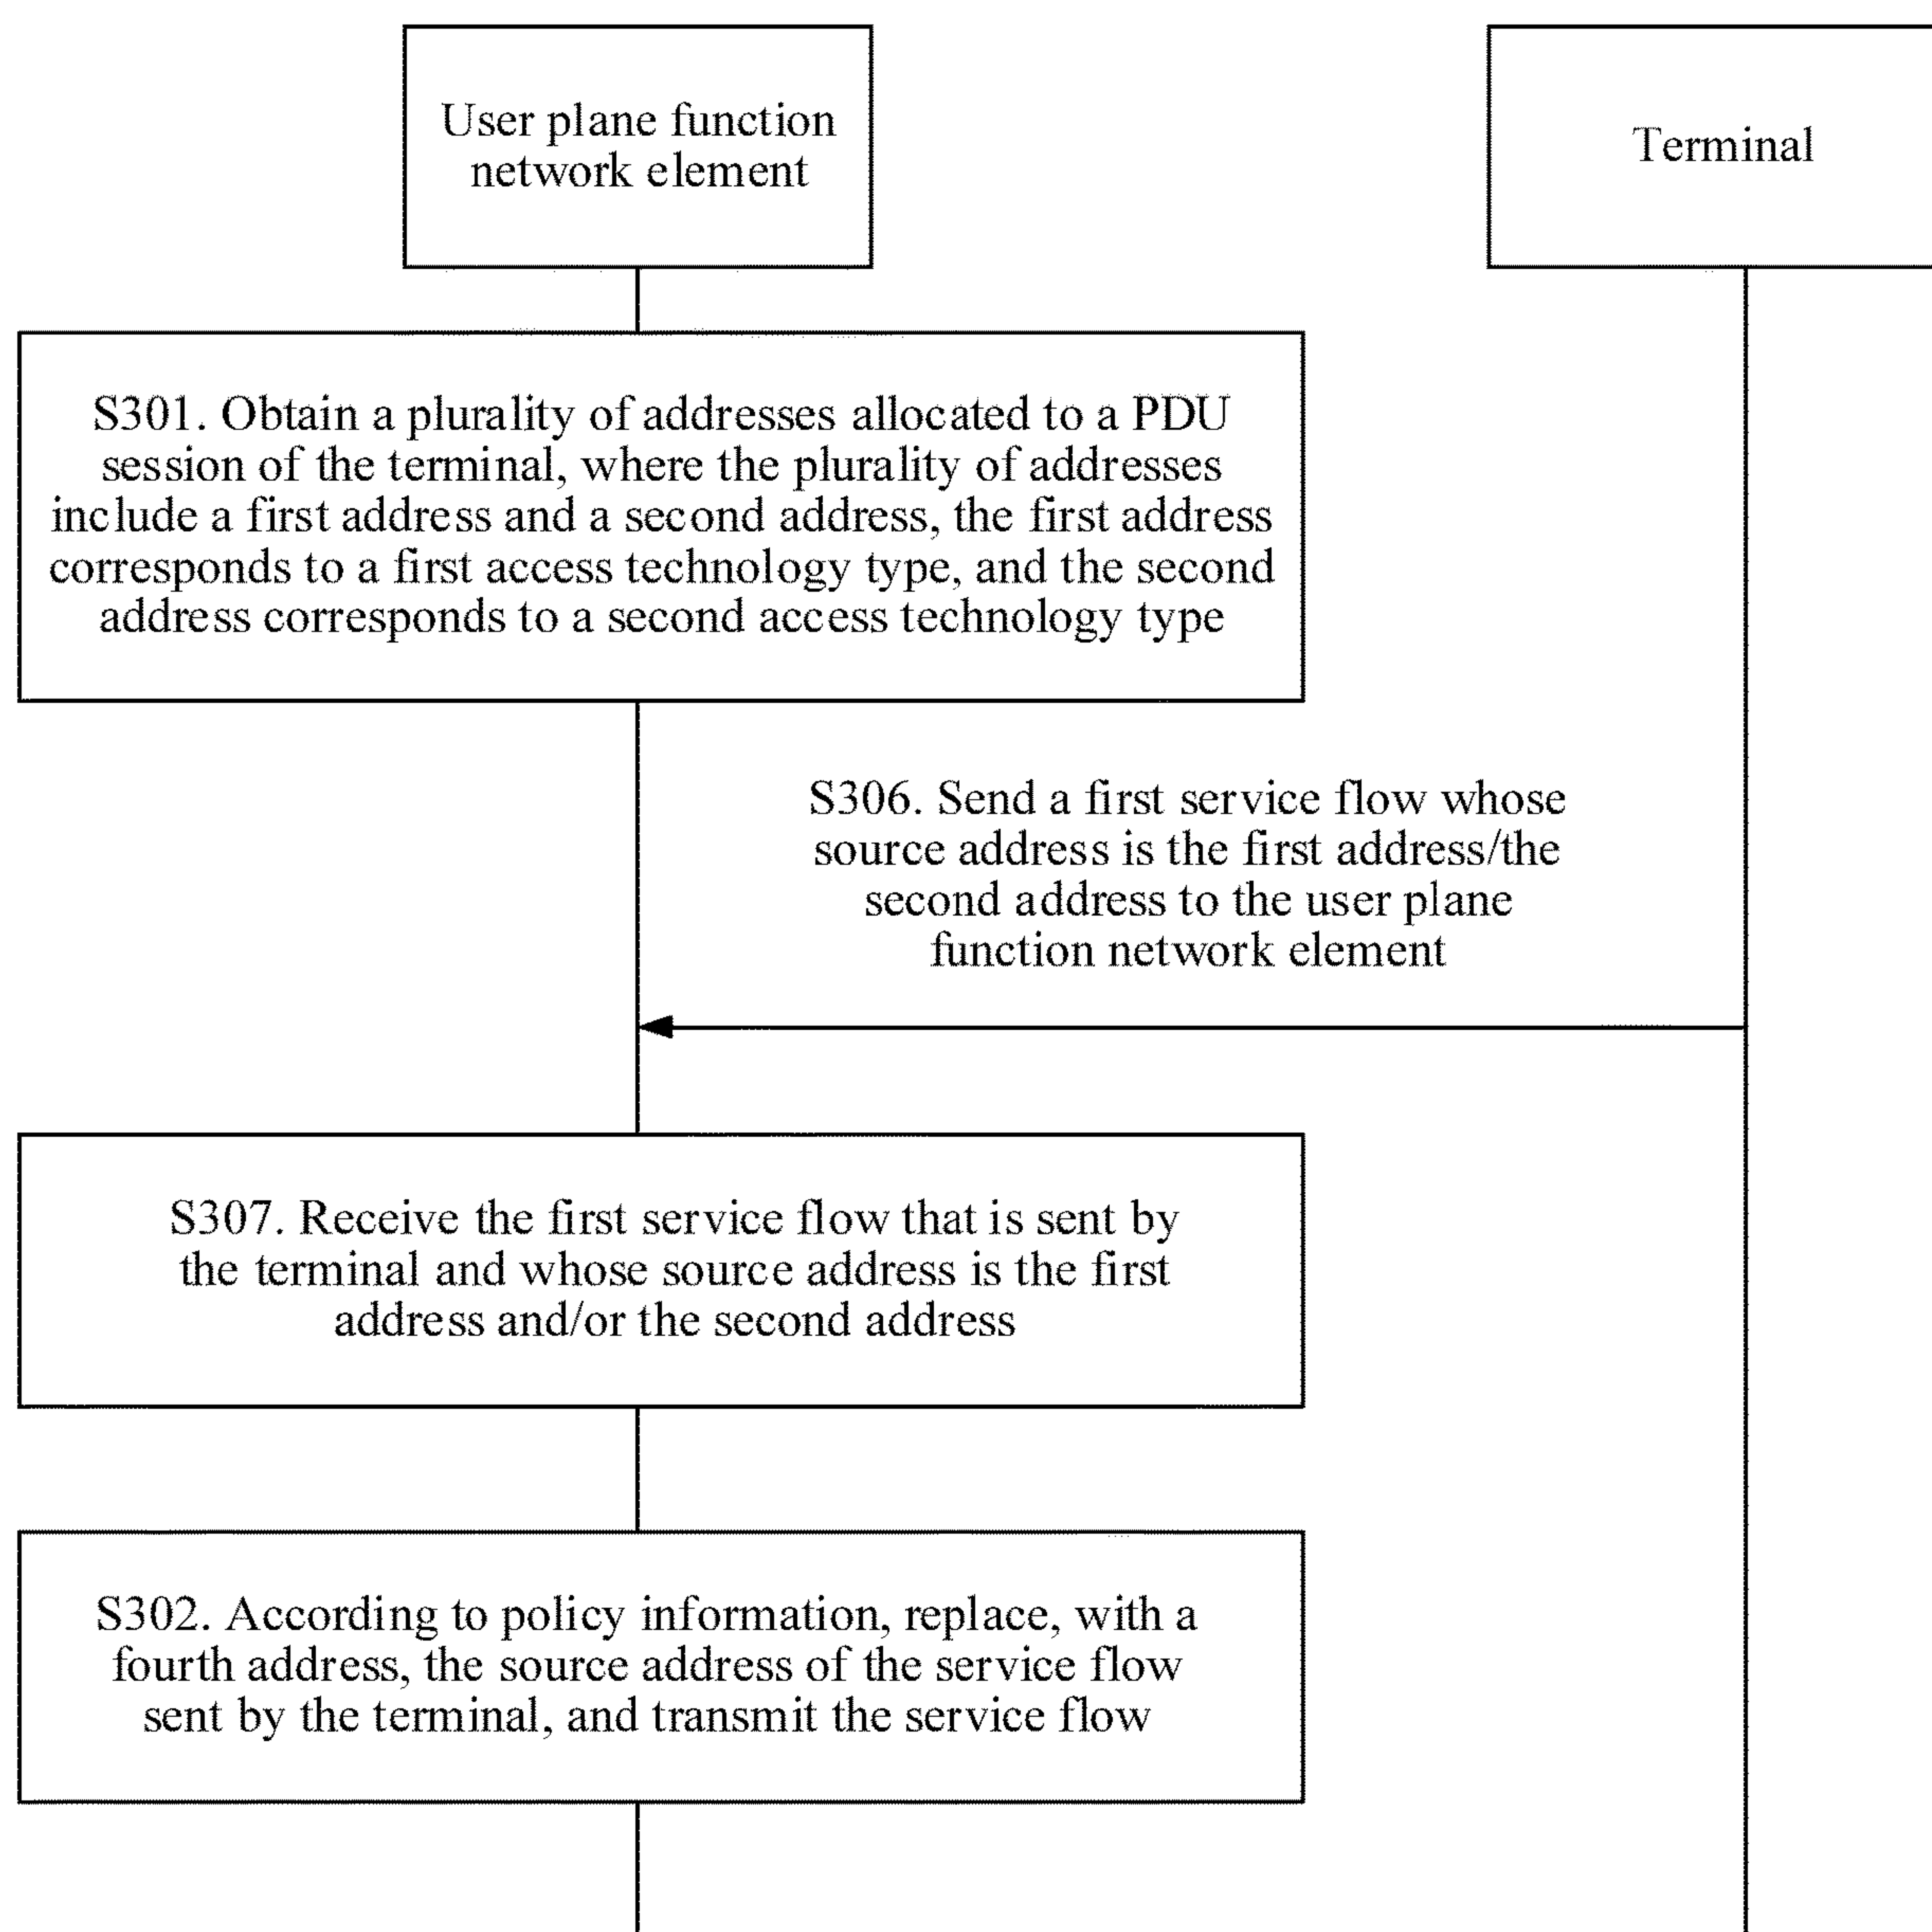 User plane function
network element
Terminal
S301. Obtain a plurality of addresses allocated to a PDU
session of the terminal, where the plurality of addresses
include a first address and a second address, the first address
corresponds to a first access technology type, and the second
address corresponds to a second access technology type
S306. Send a first service flow whose
source address is the first address/the
second address to the user plane
function network element
S307. Receive the first service flow that is sent by
the terminal and whose source address is the first
address and/or the second address
S302. According to policy information, replace, with a
fourth address, the source address of the service flow
sent by the terminal, and transmit the service flow